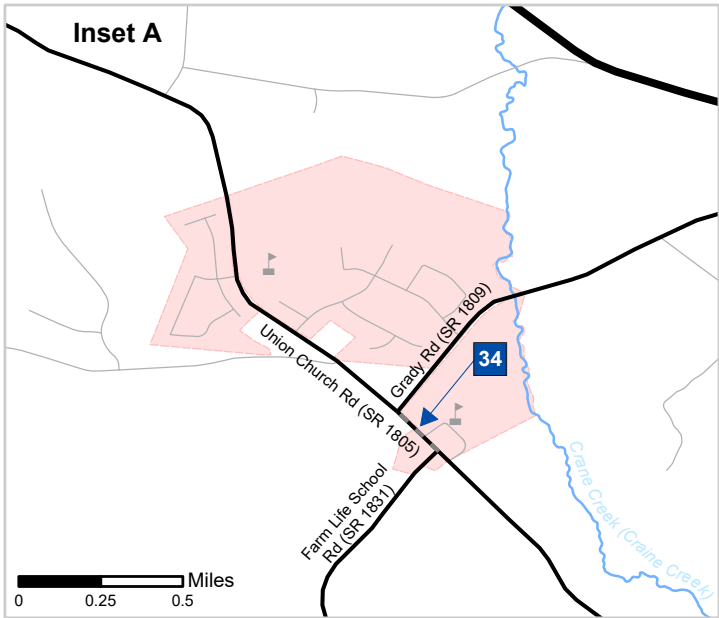 Inset A
Grady Rd (SR 1809)
34
Union Church Rd (SR 1805)
Farm Life School
Rd (SR 1831)
Crane Creek (Craine Creek)
Miles
0 0.25 0.5